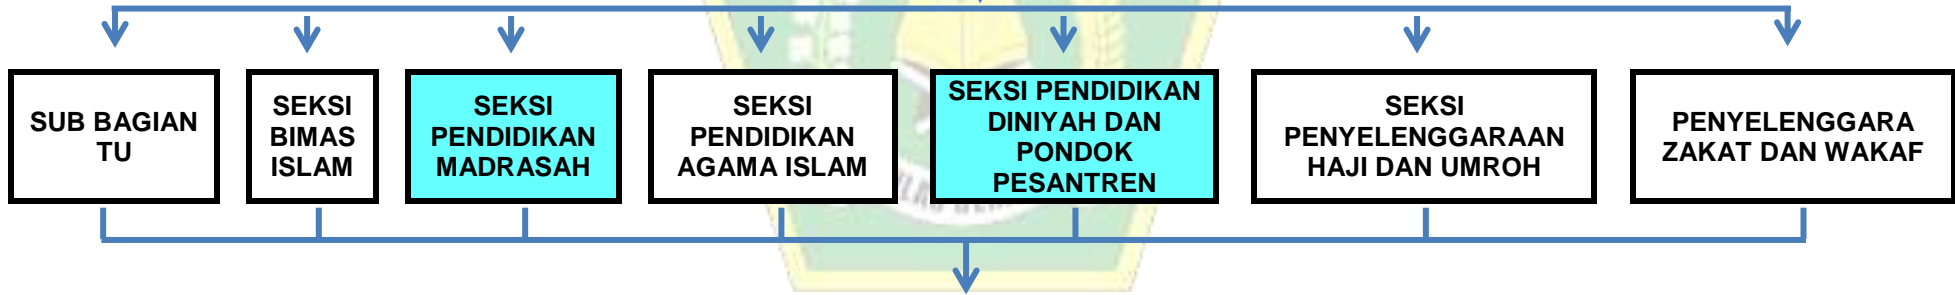 SUB BAGIAN
TU
SEKSI
BIMAS
ISLAM
SEKSI
PENDIDIKAN
MADRASAH
SEKSI
PENDIDIKAN
AGAMA ISLAM
SEKSI PENDIDIKAN
DINIYAH DAN
PONDOK
PESANTREN
SEKSI
PENYELENGGARAAN
HAJI DAN UMROH
PENYELENGGARA
ZAKAT DAN WAKAF